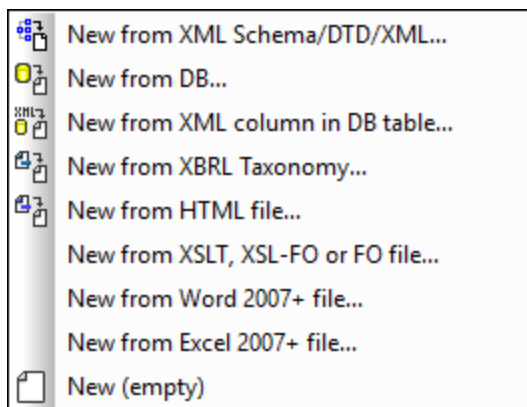 New from XML Schema/DTD/XML...
New from DB...
XML
New from XML column in DB table...
New from XBRL Taxonomy...
New from HTML file...
New from XSLT, XSL-FO or FO file...
New from Word 2007+ file...
New from Excel 2007+ file...
New (empty)